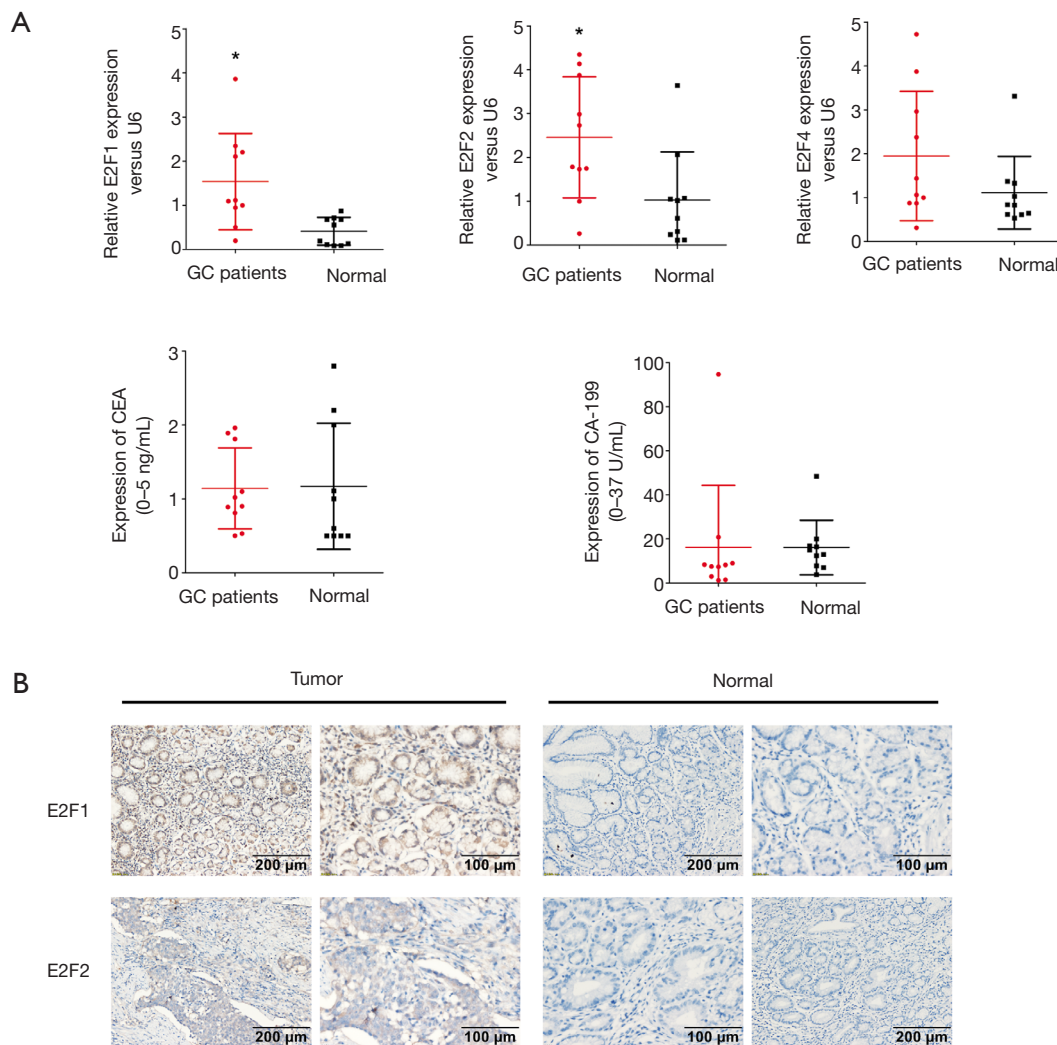 A
Relative E2F1 expression
versus U6
5
4
3
2
1
0
*
GC patients
Normal
Relative E2F2 expression
versus U6
5
4
3
2
1
0
*
GC patients
Normal
Relative E2F4 expression
versus U6
5
4
3
2
1
0
GC patients
Normal
Expression of CEA
(0–5 ng/mL)
3
2
1
0
GC patients
Normal
Expression of CA-199
(0–37 U/mL)
100
80
60
40
20
0
GC patients
Normal
B
Tumor
Normal
E2F1
200 μm
100 μm
200 μm
100 μm
E2F2
200 μm
100 μm
100 μm
200 μm